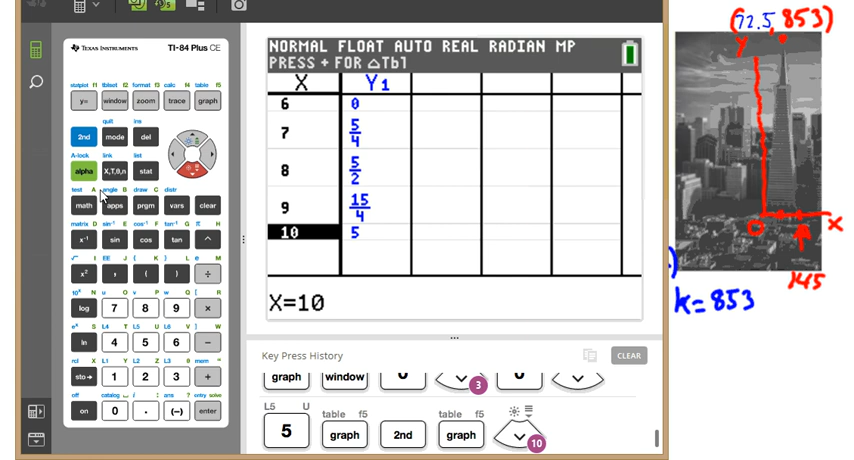 TEXAS INSTRUMENTS TI-84 Plus CE
statplot f1 tblset f2 format f3 calc f4 table f5
y= window zoom trace graph
quit ins
2nd mode del
A-lock link list
alpha X,T,θ,n stat
test A angle B draw C distr
math apps prgm vars clear
matrix D sin⁻¹ E cos⁻¹ F tan⁻¹ G π H
x⁻¹ sin cos tan ^
√ I EE J { K } L e M
x² , ( ) ÷
10ˣ N u O v P w Q [ R
log 7 8 9 ×
eˣ S L4 T L5 U L6 V ] W
ln 4 5 6 −
rcl X L1 Y L2 Z L3 θ mem "
sto→ 1 2 3 +
off catalog ⎵ i : ans ? entry solve
on 0 . (−) enter
NORMAL FLOAT AUTO REAL RADIAN MP
PRESS + FOR △Tbl
X Y1
6 0
7 5/4
8 5/2
9 15/4
10 5
X=10
Key Press History
CLEAR
graph window 0 3 0
L5 U table f5 table f5
5 graph 2nd graph 10
(72.5, 853)
Y
O X
145
k=853